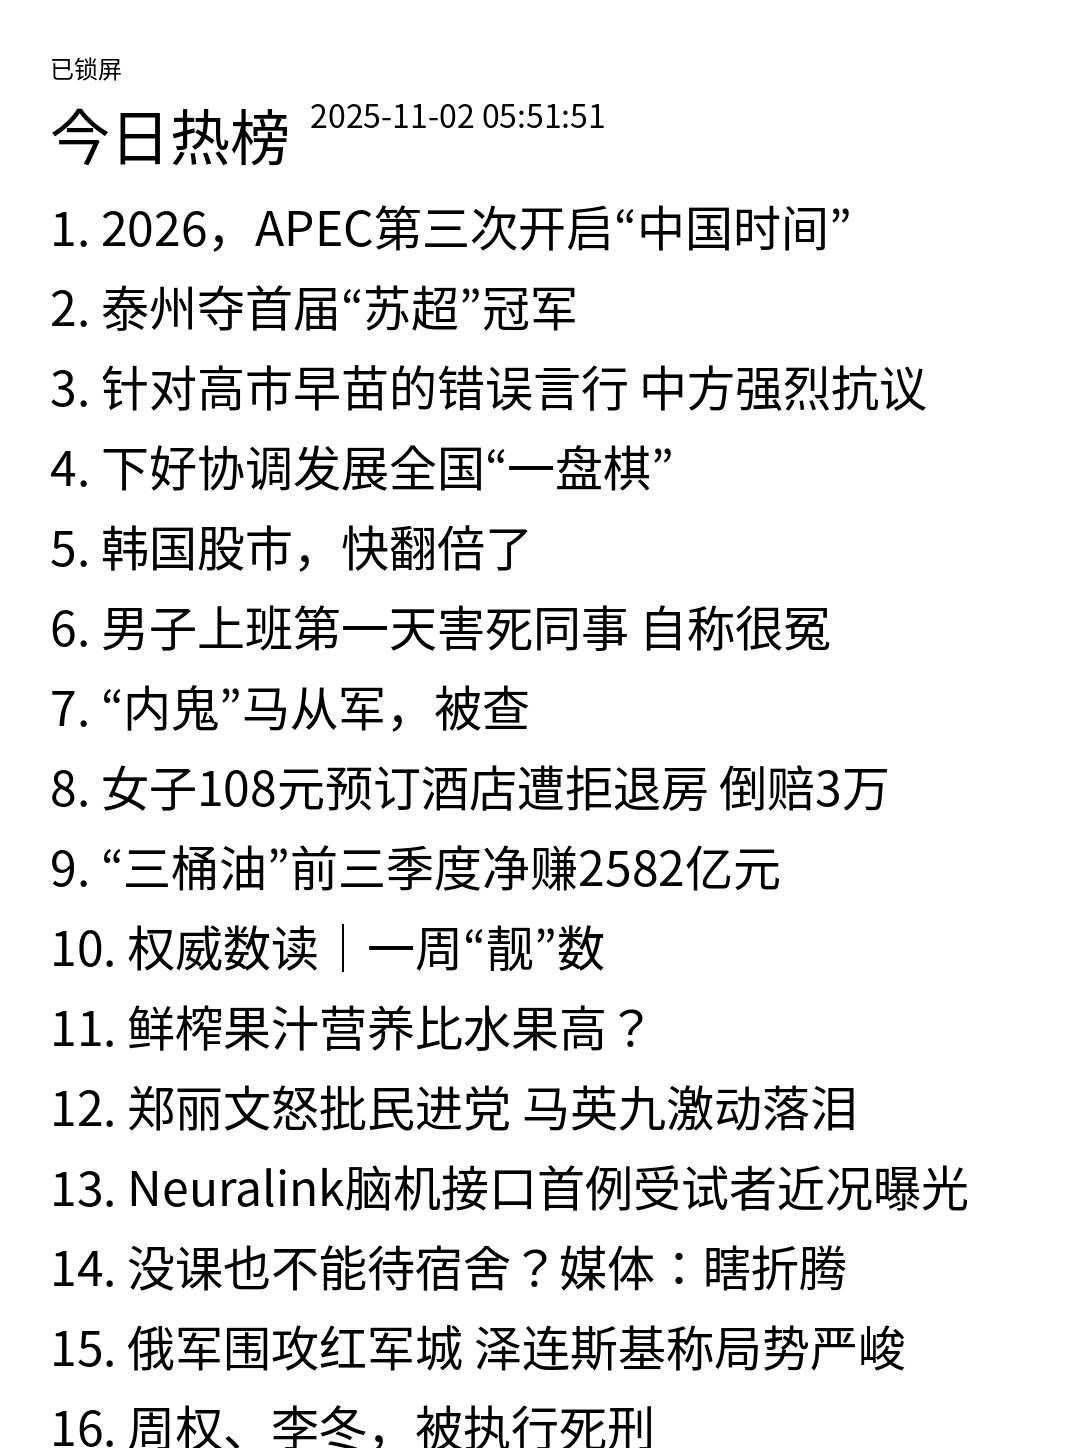 已锁屏
今日热榜 2025-11-02 05:51:51
1. 2026，APEC第三次开启“中国时间”
2. 泰州夺首届“苏超”冠军
3. 针对高市早苗的错误言行 中方强烈抗议
4. 下好协调发展全国“一盘棋”
5. 韩国股市，快翻倍了
6. 男子上班第一天害死同事 自称很冤
7. “内鬼”马从军，被查
8. 女子108元预订酒店遭拒退房 倒赔3万
9. “三桶油”前三季度净赚2582亿元
10. 权威数读｜一周“靓”数
11. 鲜榨果汁营养比水果高？
12. 郑丽文怒批民进党 马英九激动落泪
13. Neuralink脑机接口首例受试者近况曝光
14. 没课也不能待宿舍？媒体：瞎折腾
15. 俄军围攻红军城 泽连斯基称局势严峻
16. 周权、李冬，被执行死刑